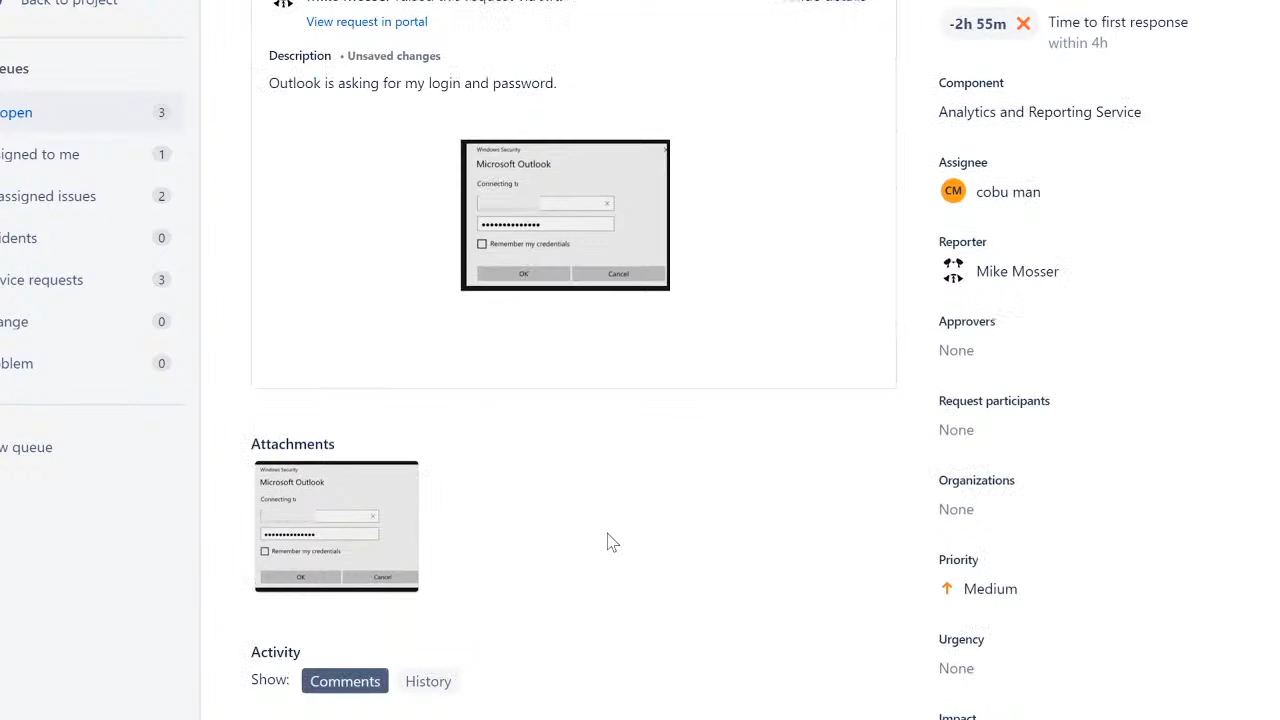 Back to project
View request in portal
eues
open 3
igned to me 1
assigned issues 2
idents 0
vice requests 3
ange 0
blem 0
w queue
Description • Unsaved changes
Outlook is asking for my login and password.
Windows Security
Microsoft Outlook
Connecting t
Remember my credentials
OK Cancel
Attachments
Windows Security
Microsoft Outlook
Connecting t
Remember my credentials
OK Cancel
Activity
Show: Comments History
-2h 55m Time to first response
within 4h
Component
Analytics and Reporting Service
Assignee
CM cobu man
Reporter
Mike Mosser
Approvers
None
Request participants
None
Organizations
None
Priority
Medium
Urgency
None
Impact